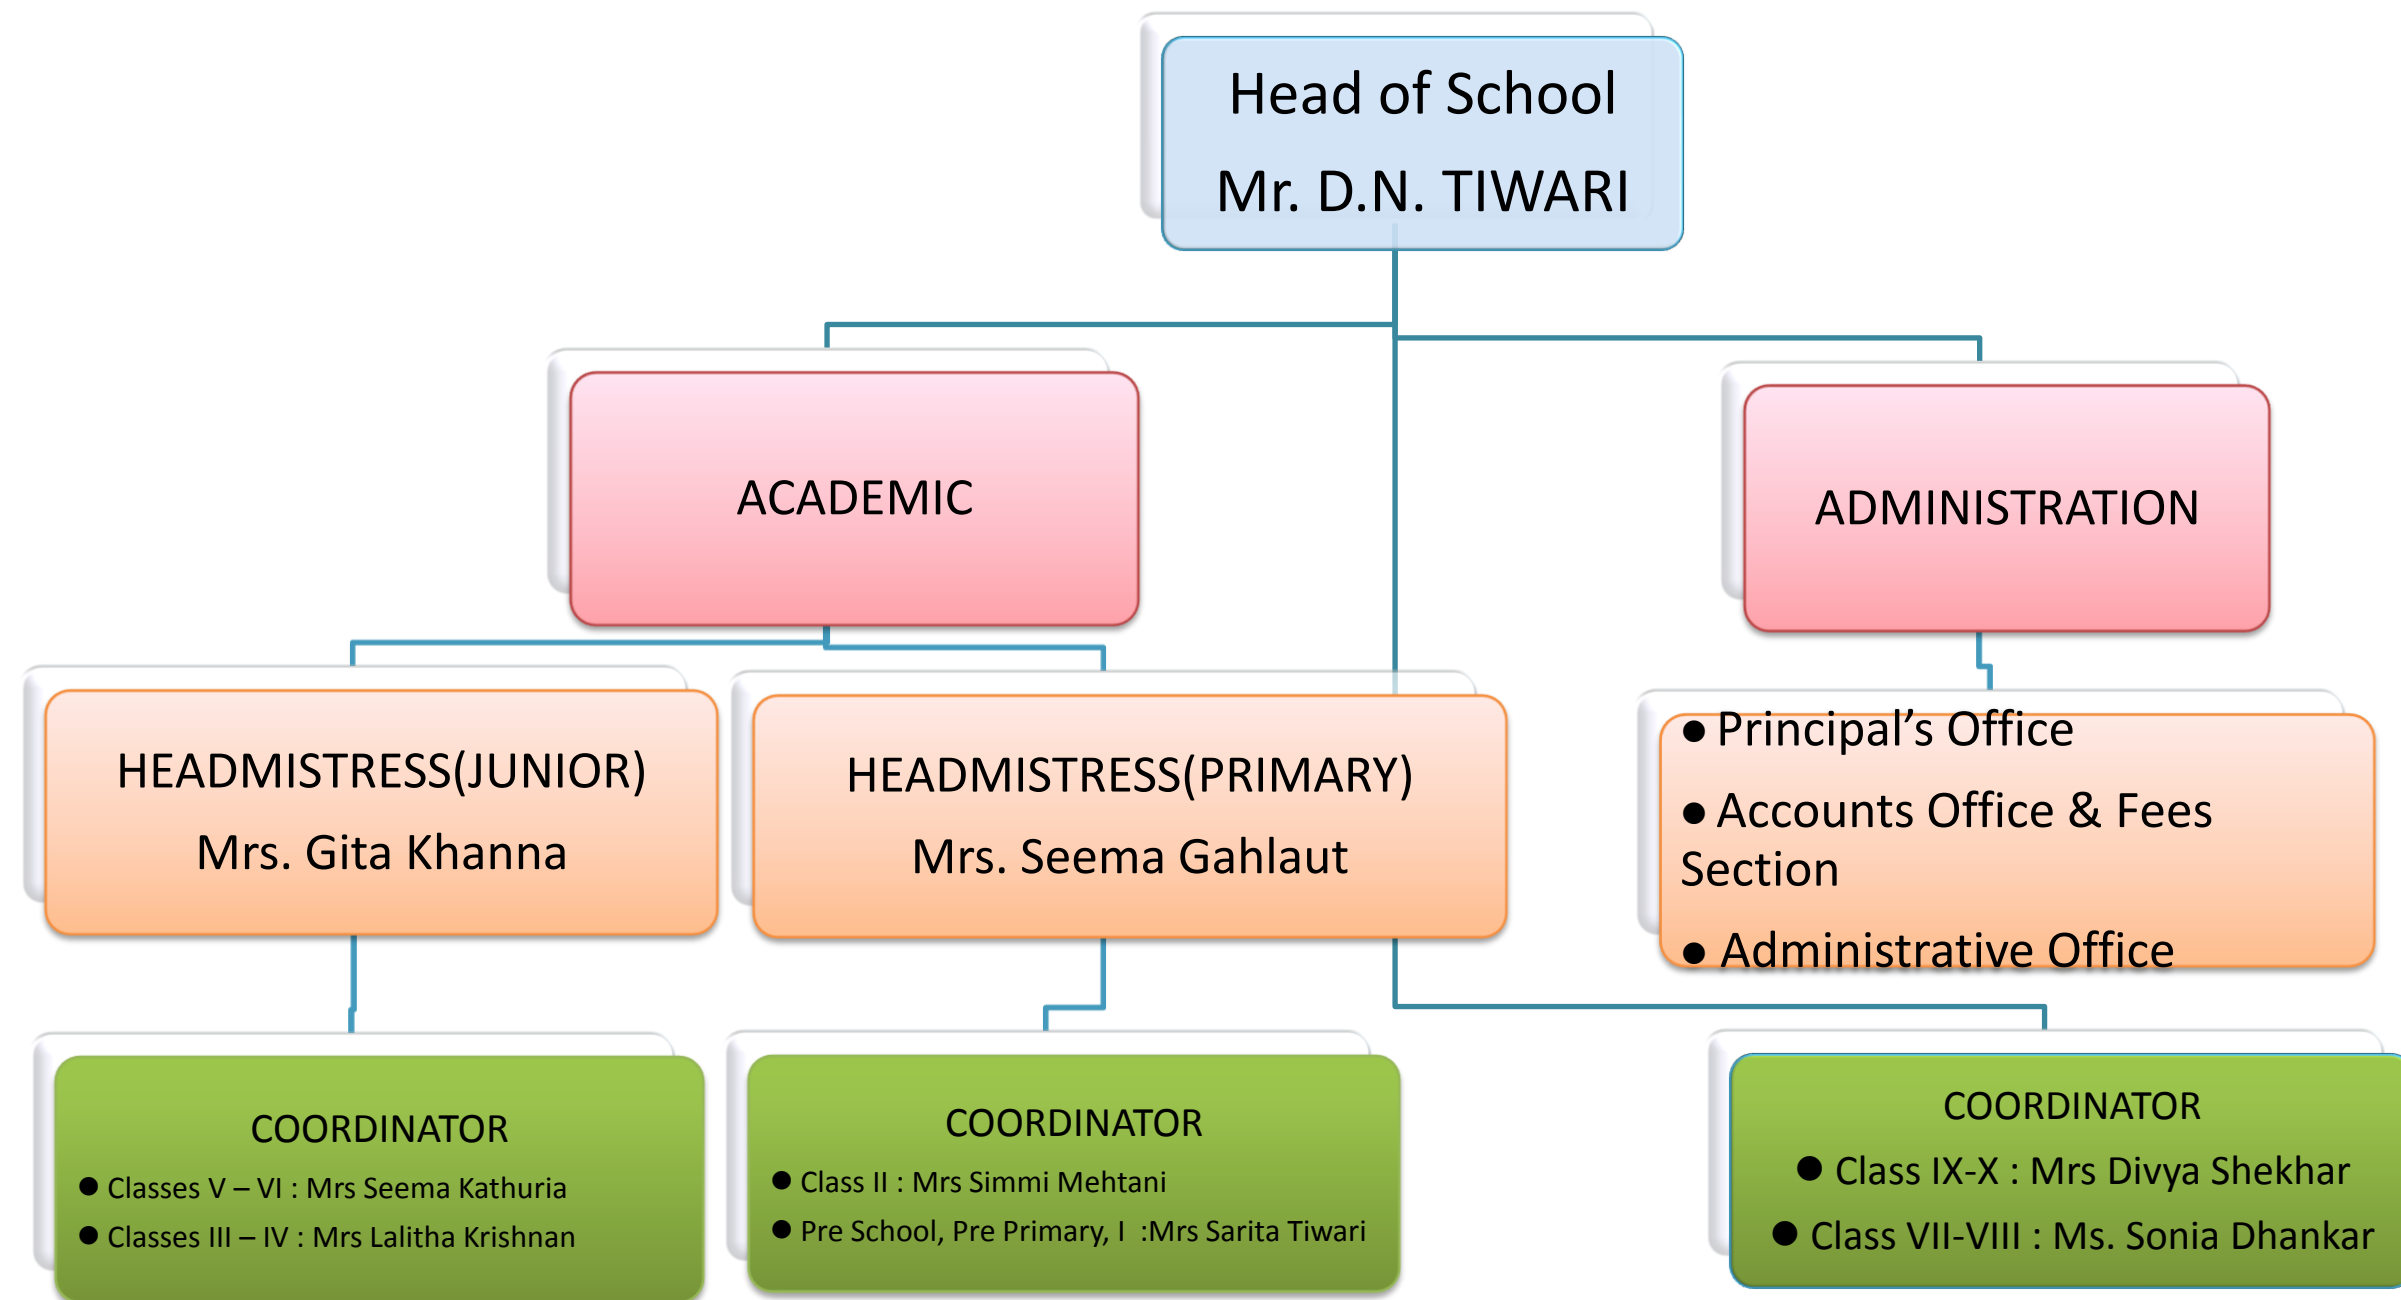 Head of School
Mr. D.N. TIWARI
ACADEMIC
ADMINISTRATION
HEADMISTRESS(JUNIOR)
Mrs. Gita Khanna
HEADMISTRESS(PRIMARY)
Mrs. Seema Gahlaut
● Principal’s Office
● Accounts Office & Fees
Section
● Administrative Office
COORDINATOR
● Classes V – VI : Mrs Seema Kathuria
● Classes III – IV : Mrs Lalitha Krishnan
COORDINATOR
● Class II : Mrs Simmi Mehtani
● Pre School, Pre Primary, I  :Mrs Sarita Tiwari
COORDINATOR
● Class IX-X : Mrs Divya Shekhar
● Class VII-VIII : Ms. Sonia Dhankar